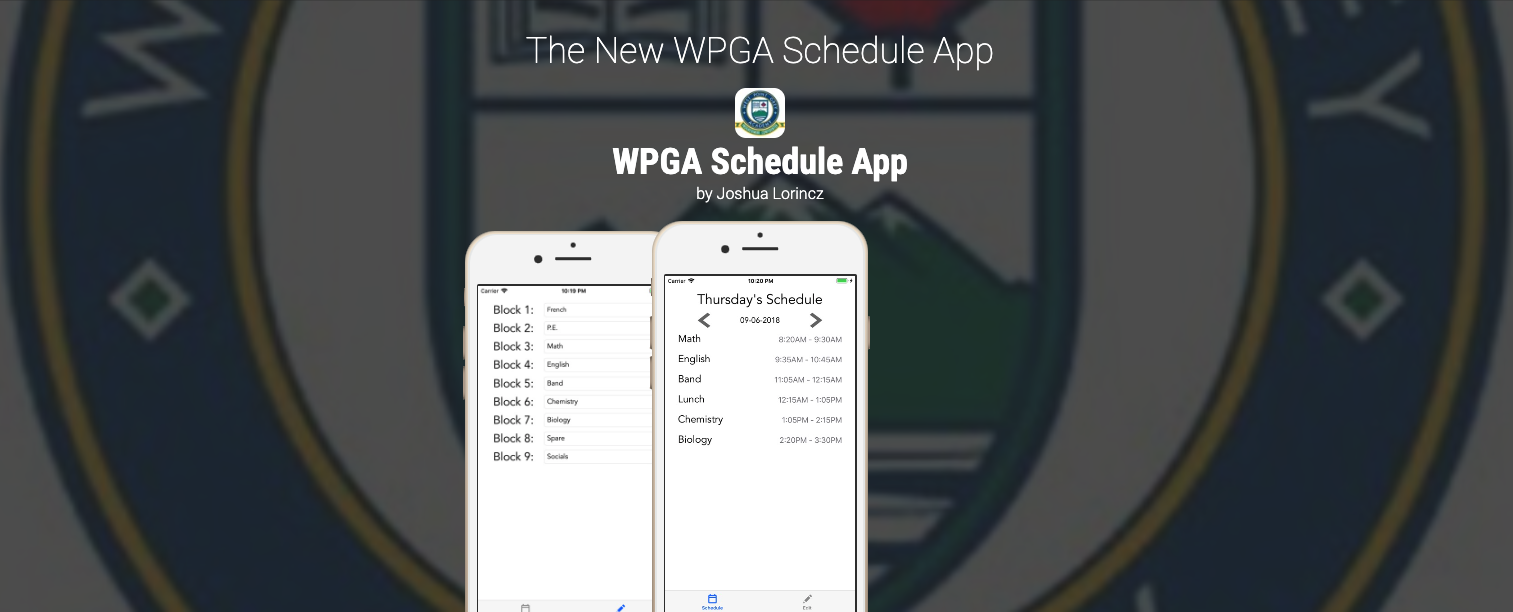 The New WPGA Schedule App
WPGA Schedule App
by Joshua Lorincz
Carrier 10:19 PM
Block 1: French
Block 2: P.E.
Block 3: Math
Block 4: English
Block 5: Band
Block 6: Chemistry
Block 7: Biology
Block 8: Spare
Block 9: Socials
Carrier 10:20 PM
Thursday's Schedule
09-06-2018
Math 8:20AM - 9:30AM
English 9:35AM - 10:45AM
Band 11:05AM - 12:15AM
Lunch 12:15AM - 1:05PM
Chemistry 1:05PM - 2:15PM
Biology 2:20PM - 3:30PM
Schedule Edit